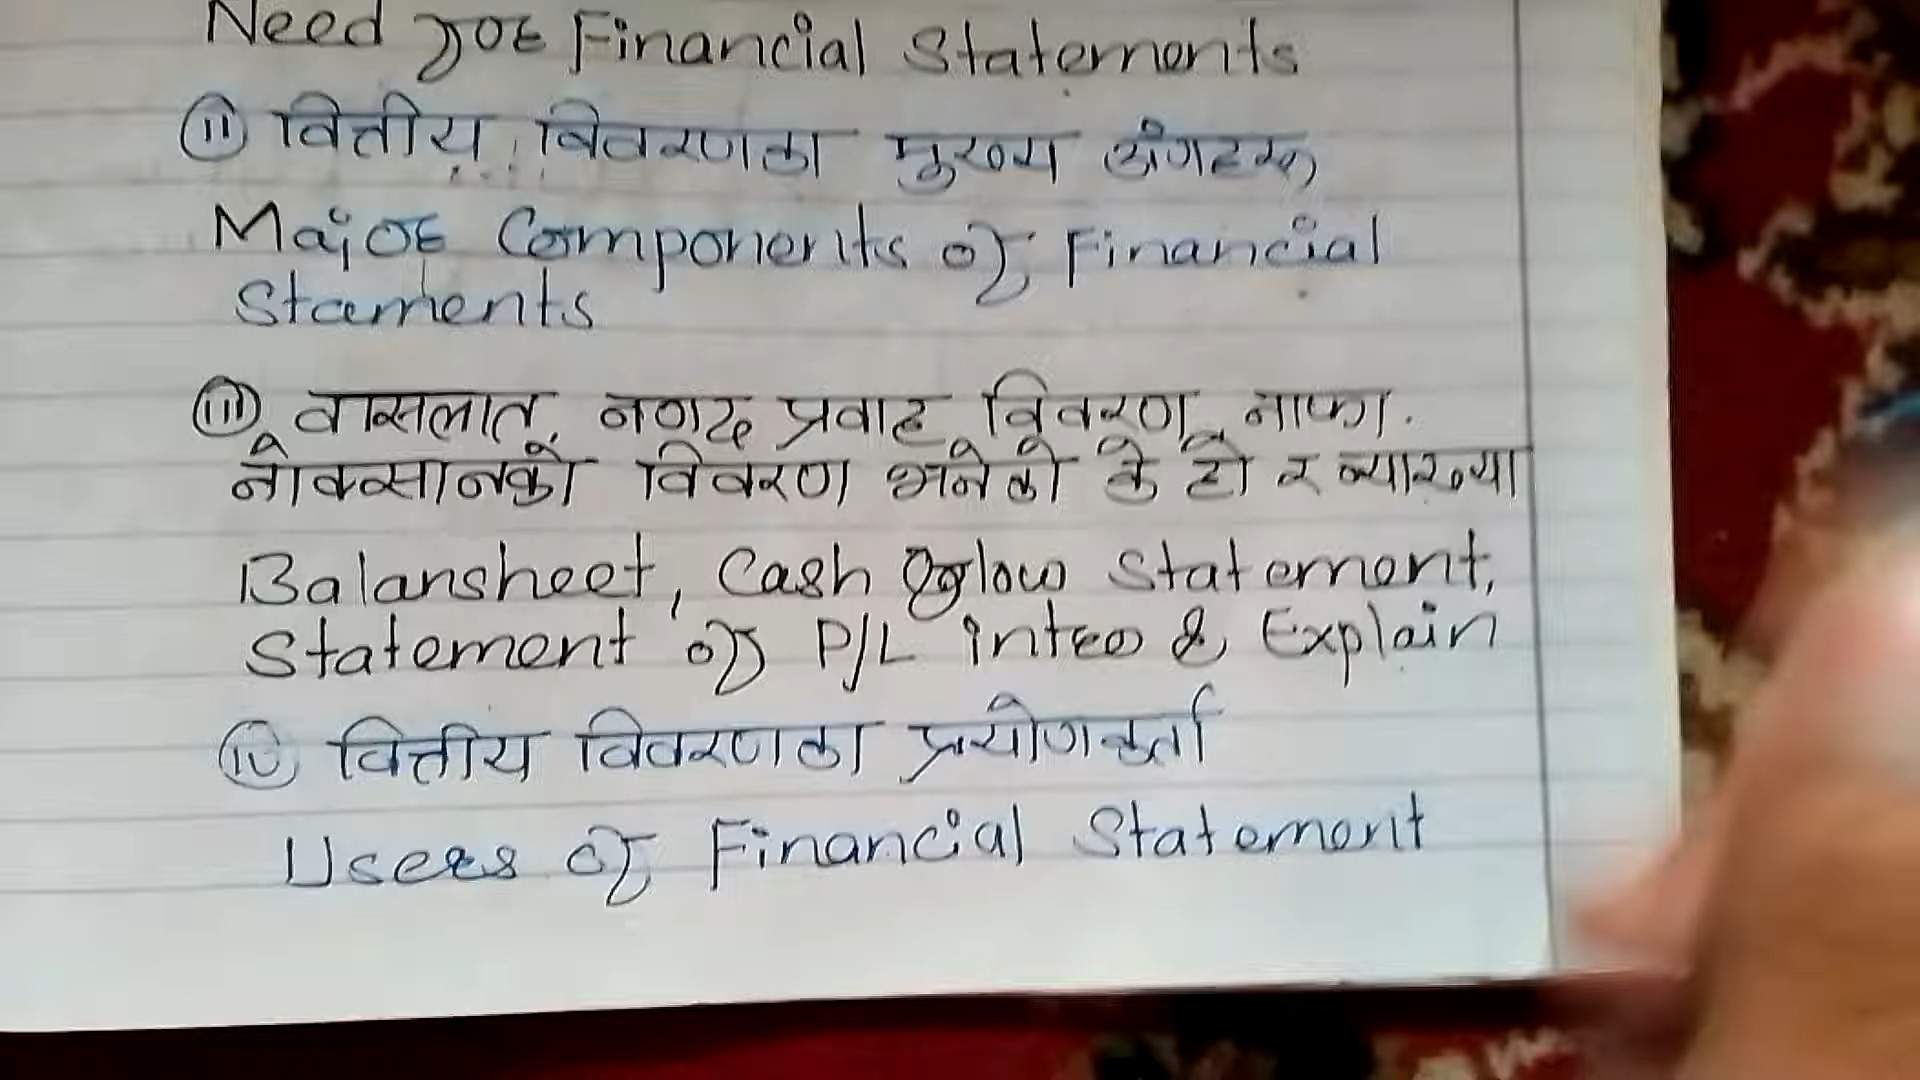 Need for Financial Statements
(ii) वित्तीय विवरणका मुख्य अंगहरू
Major Components of Financial
Staments
(iii) वासलात, नगद प्रवाह विवरण, नाफा.
नोक्सानको विवरण भनेको के हो र व्याख्या
Balansheet, Cash flow Statement,
Statement of P/L intro & Explain
(iv) वित्तीय विवरणका प्रयोगकर्ता
Users of Financial Statement